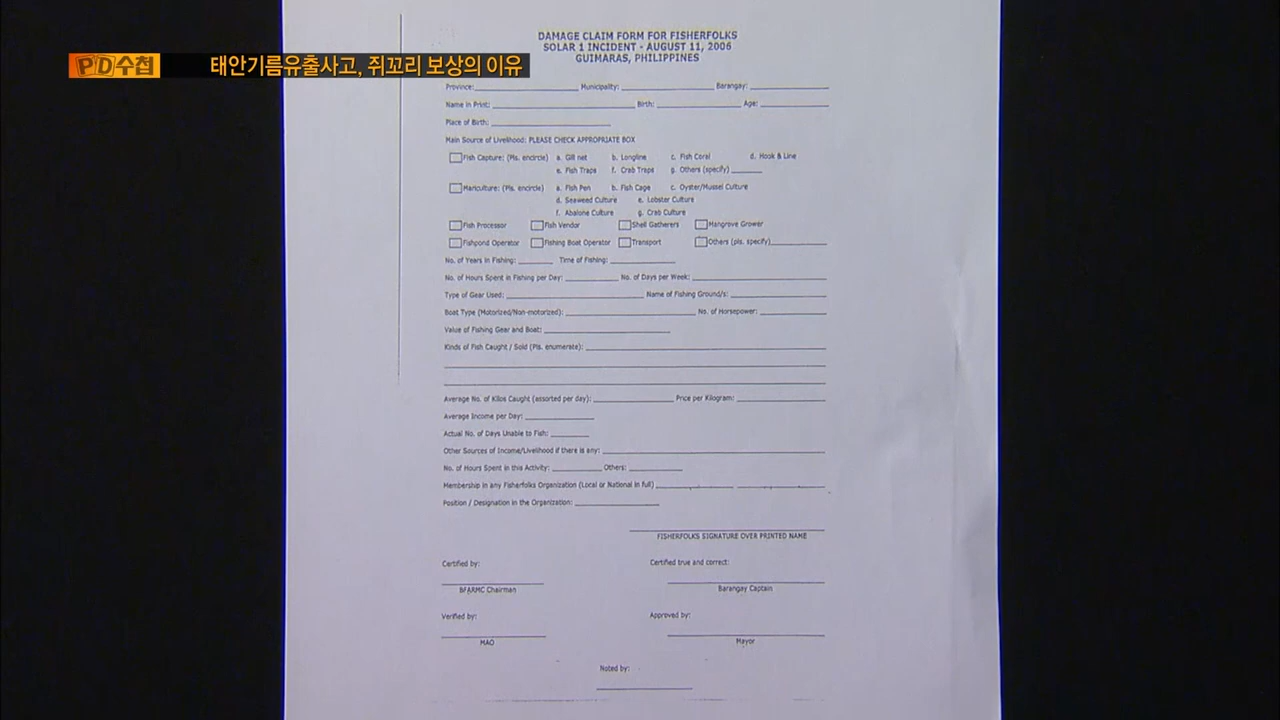 PD수첩 태안기름유출사고, 쥐꼬리 보상의 이유
DAMAGE CLAIM FORM FOR FISHERFOLKS
SOLAR 1 INCIDENT - AUGUST 11, 2006
GUIMARAS, PHILIPPINES
Province: Municipality: Barangay:
Name in Print: Birth: Age:
Place of Birth:
Main Source of Livelihood: PLEASE CHECK APPROPRIATE BOX
Fish Capture: (Pls. encircle) a. Gill net b. Longline c. Fish Coral d. Hook & Line
e. Fish Traps f. Crab Traps g. Others (specify)
Mariculture: (Pls. encircle) a. Fish Pen b. Fish Cage c. Oyster/Mussel Culture
d. Seaweed Culture e. Lobster Culture
f. Abalone Culture g. Crab Culture
Fish Processor Fish Vendor Shell Gatherers Mangrove Grower
Fishpond Operator Fishing Boat Operator Transport Others (pls. specify)
No. of Years in Fishing: Time of Fishing:
No. of Hours Spent in Fishing per Day: No. of Days per Week:
Type of Gear Used: Name of Fishing Ground/s:
Boat Type (Motorized/Non-motorized): No. of Horsepower:
Value of Fishing Gear and Boat:
Kinds of Fish Caught / Sold (Pls. enumerate):
Average No. of Kilos Caught (assorted per day): Price per Kilogram:
Average Income per Day:
Actual No. of Days Unable to Fish:
Other Sources of Income/Livelihood if there is any:
No. of Hours Spent in this Activity: Others:
Membership in any Fisherfolks Organization (Local or National in full)
Position / Designation in the Organization:
FISHERFOLKS SIGNATURE OVER PRINTED NAME
Certified by: Certified true and correct:
BFARMC Chairman Barangay Captain
Verified by: Approved by:
MAO Mayor
Noted by: